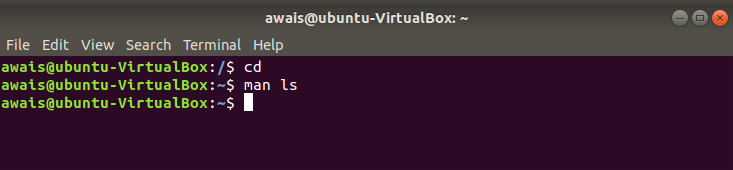 awais@ubuntu-VirtualBox: ~
File Edit View Search Terminal Help
awais@ubuntu-VirtualBox:/$ cd
awais@ubuntu-VirtualBox:~$ man ls
awais@ubuntu-VirtualBox:~$